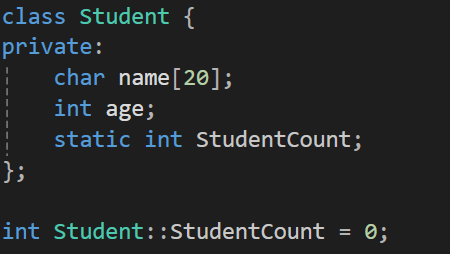 class Student {
private:
    char name[20];
    int age;
    static int StudentCount;
};

int Student::StudentCount = 0;